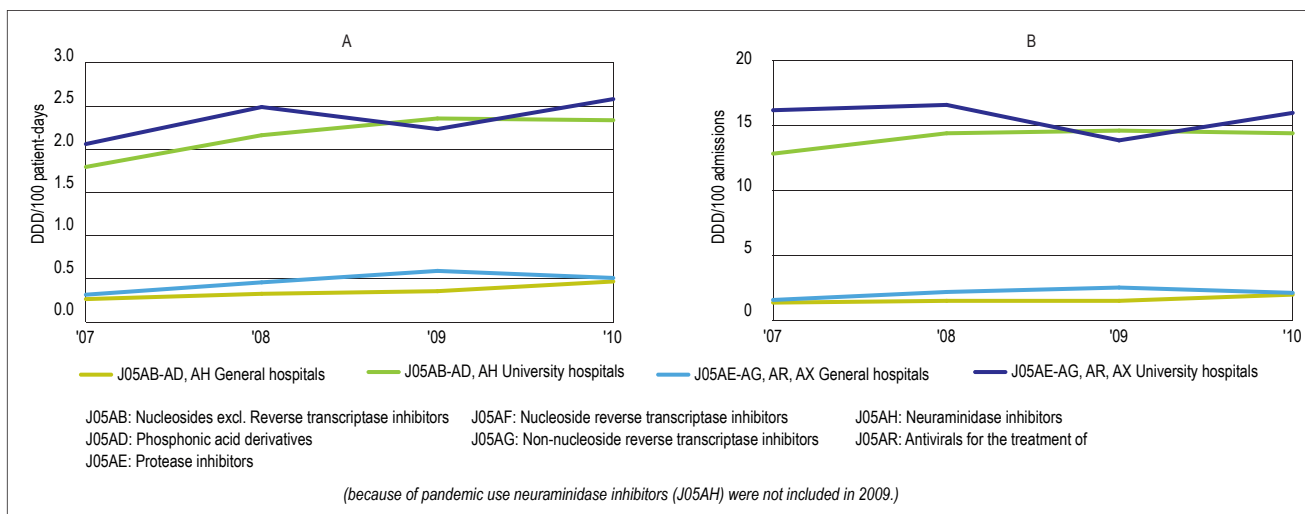 A
3.0
2.5
2.0
1.5
1.0
0.5
0.0
DDD/100 patient-days
'07 '08 '09 '10
B
20
15
10
5
0
DDD/100 admissions
'07 '08 '09 '10
J05AB-AD, AH General hospitals J05AB-AD, AH University hospitals J05AE-AG, AR, AX General hospitals J05AE-AG, AR, AX University hospitals
J05AB: Nucleosides excl. Reverse transcriptase inhibitors J05AF: Nucleoside reverse transcriptase inhibitors J05AH: Neuraminidase inhibitors
J05AD: Phosphonic acid derivatives J05AG: Non-nucleoside reverse transcriptase inhibitors J05AR: Antivirals for the treatment of
J05AE: Protease inhibitors
(because of pandemic use neuraminidase inhibitors (J05AH) were not included in 2009.)